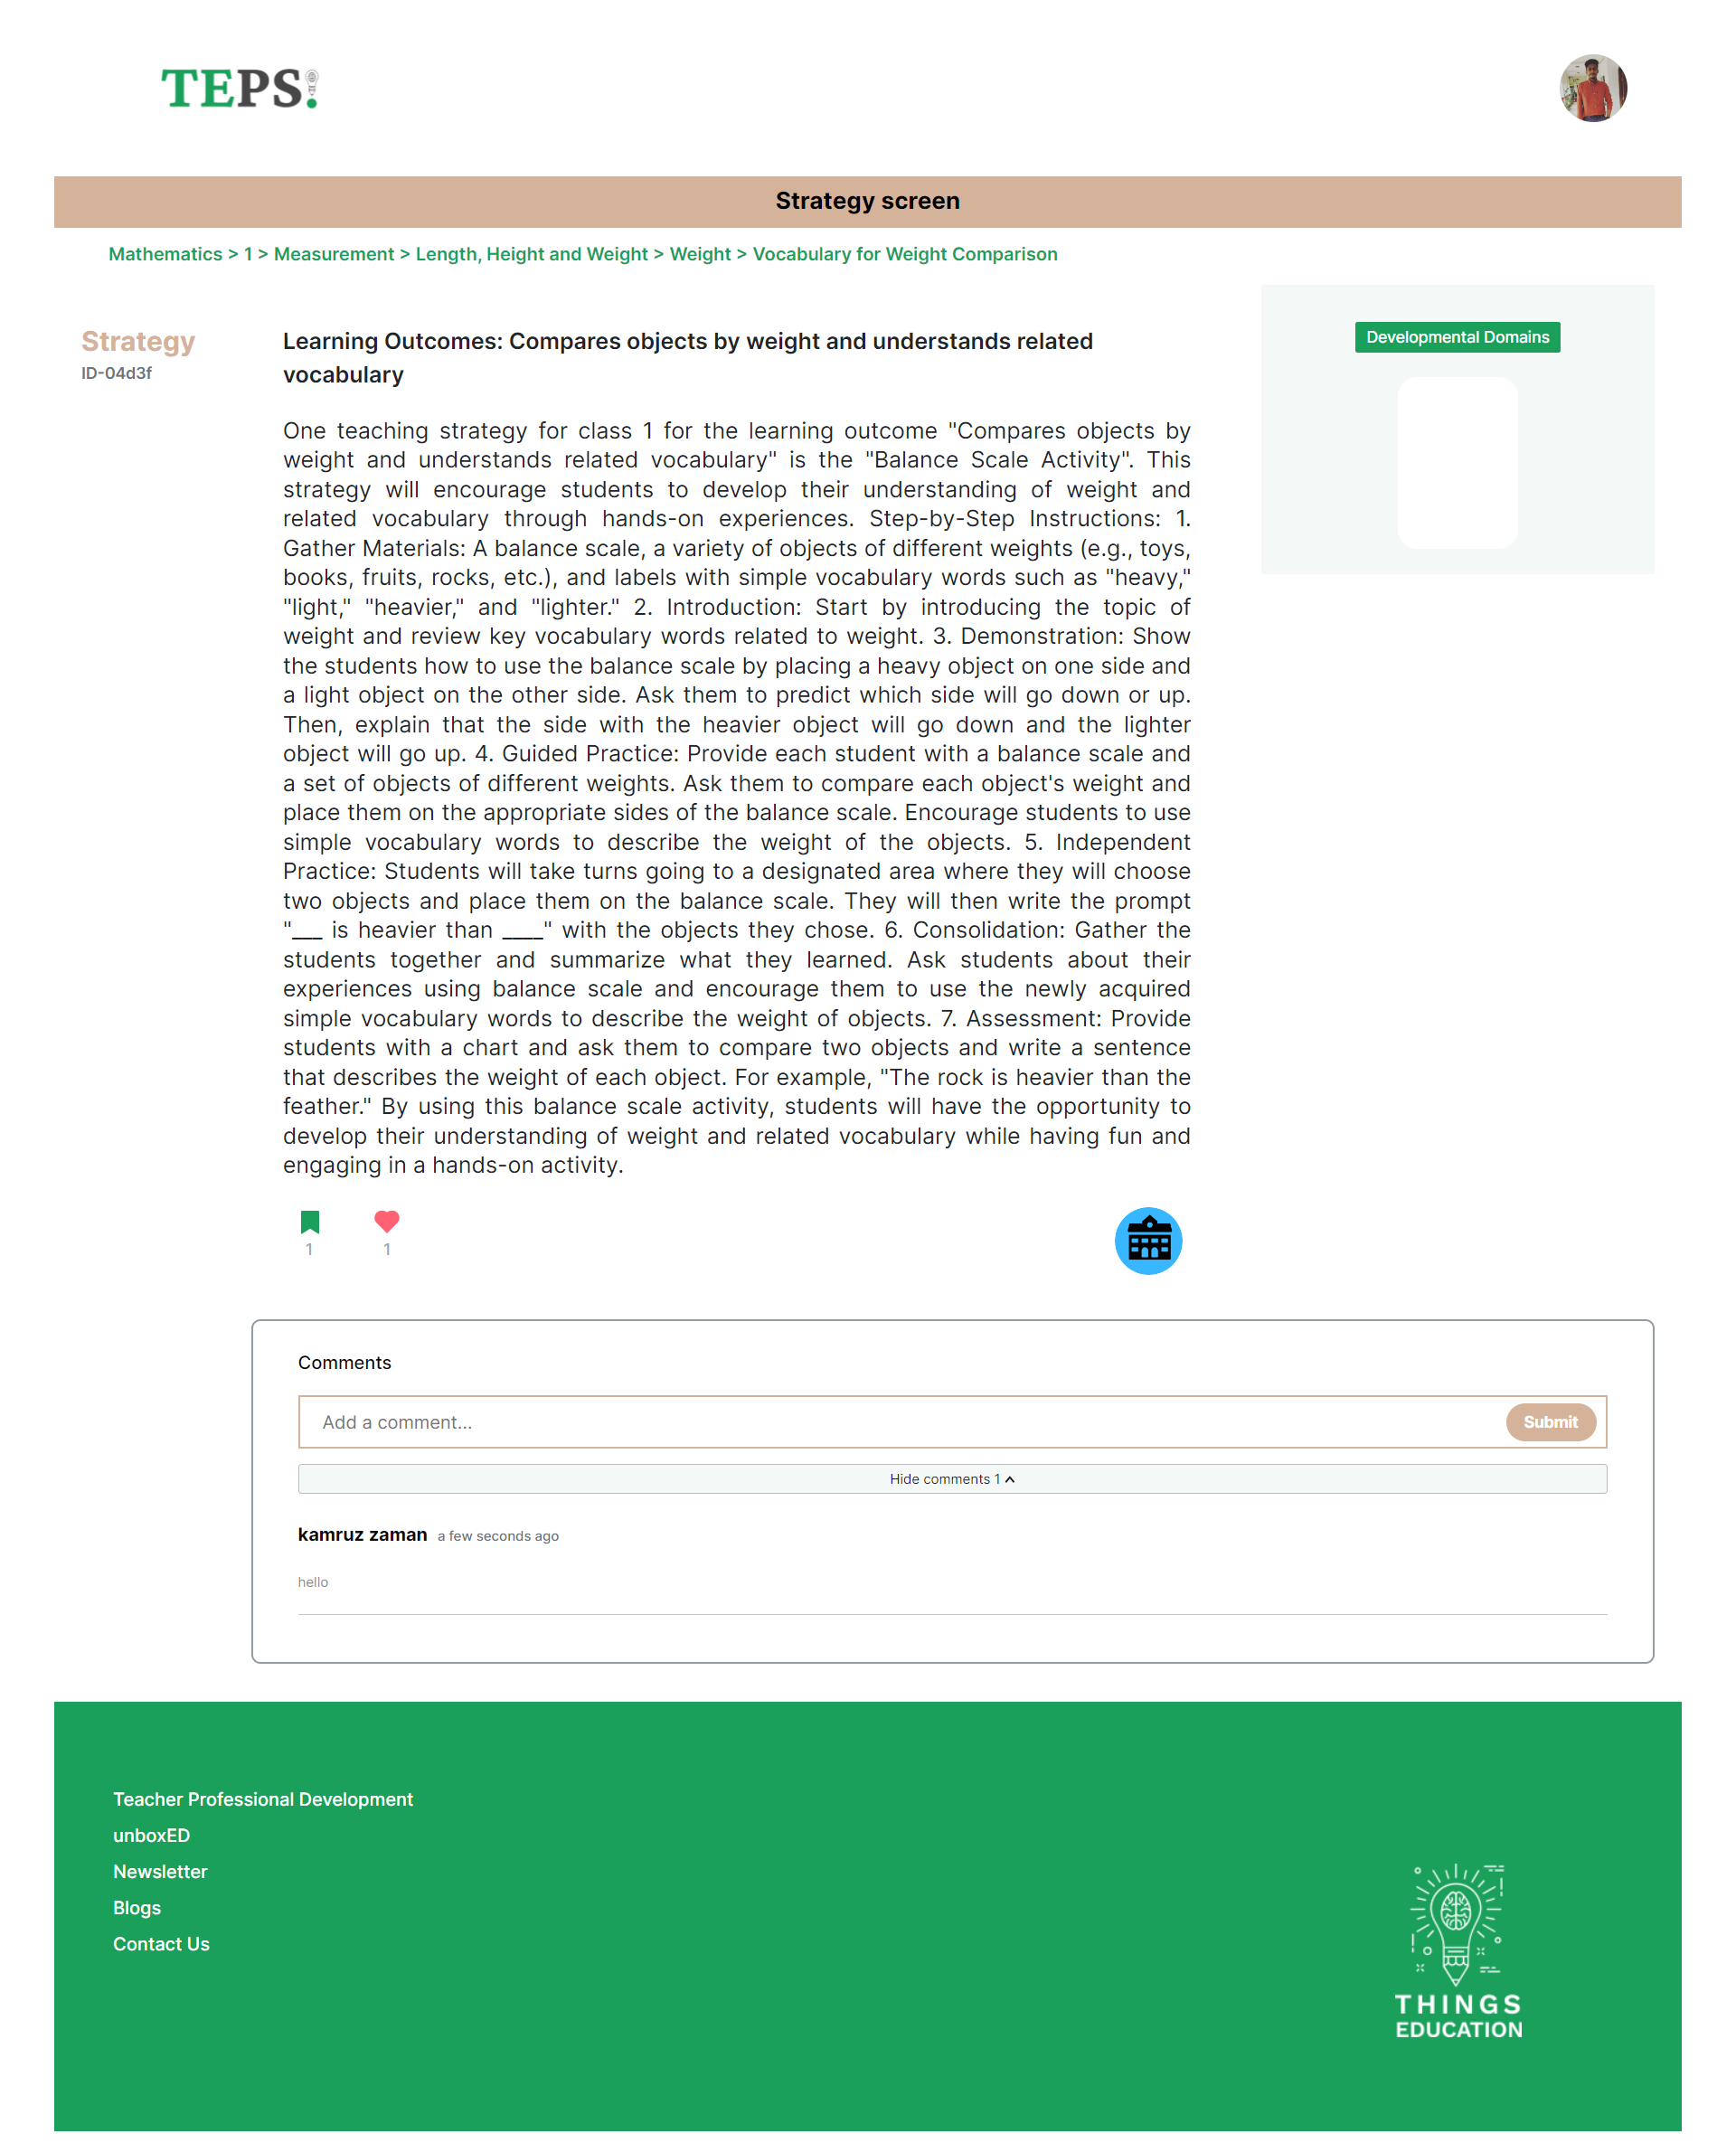 TEPS!
Strategy screen
Mathematics > 1 > Measurement > Length, Height and Weight > Weight > Vocabulary for Weight Comparison
Strategy
ID-04d3f
Learning Outcomes: Compares objects by weight and understands related
vocabulary
Developmental Domains
One teaching strategy for class 1 for the learning outcome "Compares objects by
weight and understands related vocabulary" is the "Balance Scale Activity". This
strategy will encourage students to develop their understanding of weight and
related vocabulary through hands-on experiences. Step-by-Step Instructions: 1.
Gather Materials: A balance scale, a variety of objects of different weights (e.g., toys,
books, fruits, rocks, etc.), and labels with simple vocabulary words such as "heavy,"
"light," "heavier," and "lighter." 2. Introduction: Start by introducing the topic of
weight and review key vocabulary words related to weight. 3. Demonstration: Show
the students how to use the balance scale by placing a heavy object on one side and
a light object on the other side. Ask them to predict which side will go down or up.
Then, explain that the side with the heavier object will go down and the lighter
object will go up. 4. Guided Practice: Provide each student with a balance scale and
a set of objects of different weights. Ask them to compare each object's weight and
place them on the appropriate sides of the balance scale. Encourage students to use
simple vocabulary words to describe the weight of the objects. 5. Independent
Practice: Students will take turns going to a designated area where they will choose
two objects and place them on the balance scale. They will then write the prompt
"___ is heavier than ____" with the objects they chose. 6. Consolidation: Gather the
students together and summarize what they learned. Ask students about their
experiences using balance scale and encourage them to use the newly acquired
simple vocabulary words to describe the weight of objects. 7. Assessment: Provide
students with a chart and ask them to compare two objects and write a sentence
that describes the weight of each object. For example, "The rock is heavier than the
feather." By using this balance scale activity, students will have the opportunity to
develop their understanding of weight and related vocabulary while having fun and
engaging in a hands-on activity.
1 1
Comments
Add a comment...
Submit
Hide comments 1
kamruz zaman a few seconds ago
hello
Teacher Professional Development
unboxED
Newsletter
Blogs
Contact Us
THINGS
EDUCATION